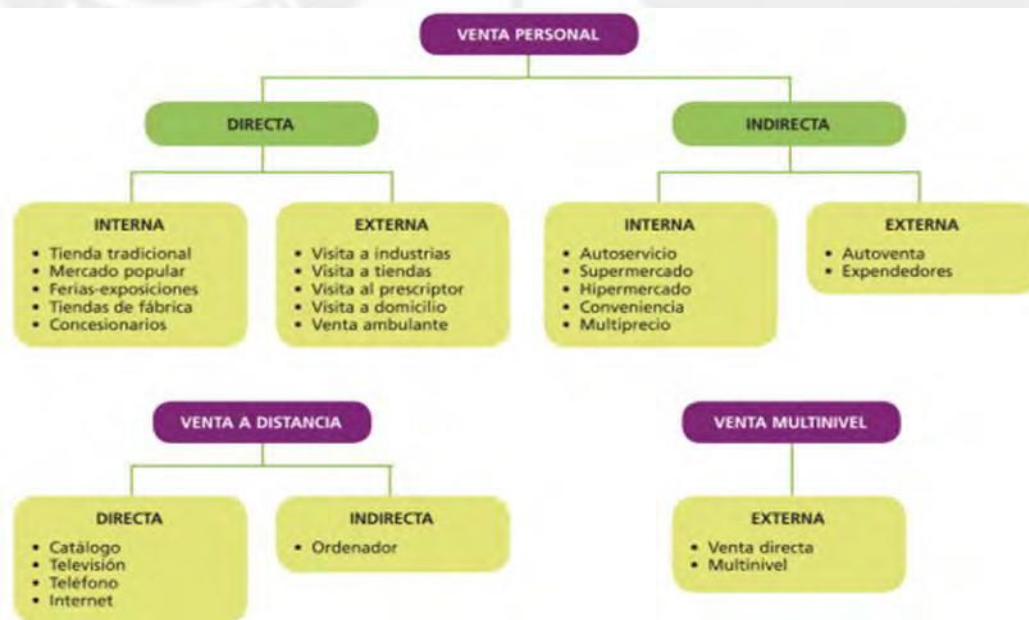 VENTA PERSONAL
DIRECTA
INDIRECTA
INTERNA
• Tienda tradicional
• Mercado popular
• Ferias-exposiciones
• Tiendas de fábrica
• Concesionarios
EXTERNA
• Visita a industrias
• Visita a tiendas
• Visita al prescriptor
• Visita a domicilio
• Venta ambulante
INTERNA
• Autoservicio
• Supermercado
• Hipermercado
• Conveniencia
• Multiprecio
EXTERNA
• Autoventa
• Expendedores
VENTA A DISTANCIA
DIRECTA
• Catálogo
• Televisión
• Teléfono
• Internet
INDIRECTA
• Ordenador
VENTA MULTINIVEL
EXTERNA
• Venta directa
• Multinivel